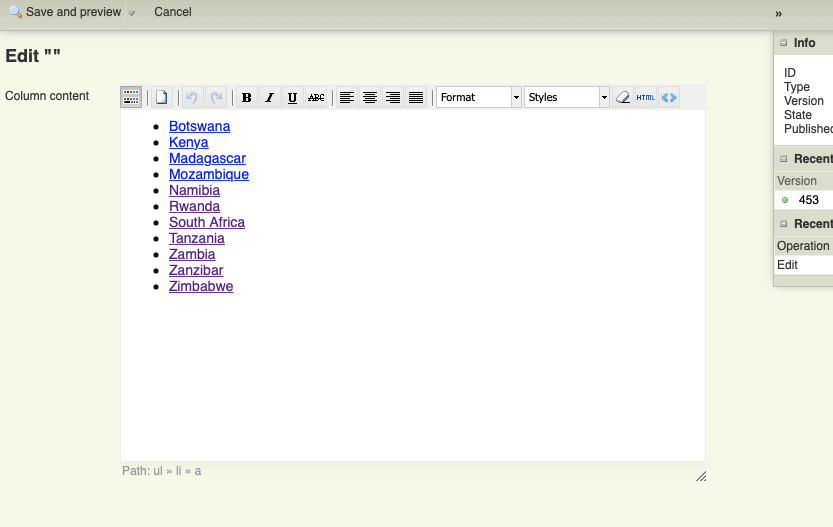 Save and preview Cancel »
Edit ""
Info
Column content
B I U ABC Format Styles HTML
ID
Type
Version
State
Published
Botswana
Kenya
Madagascar
Mozambique
Namibia
Rwanda
South Africa
Tanzania
Zambia
Zanzibar
Zimbabwe
Recent
Version
453
Recent
Operation
Edit
Path: ul » li » a